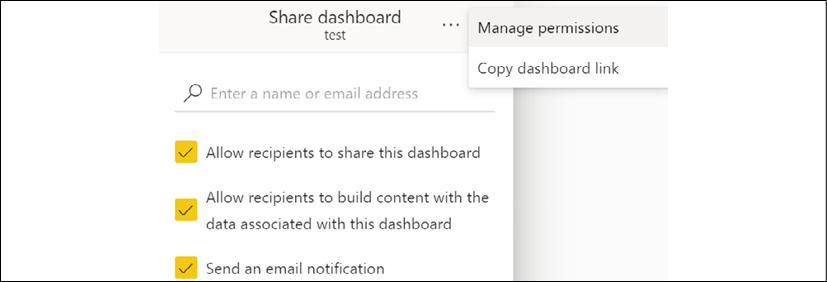 Share dashboard
test
...
Manage permissions
Copy dashboard link
Enter a name or email address
Allow recipients to share this dashboard
Allow recipients to build content with the
data associated with this dashboard
Send an email notification